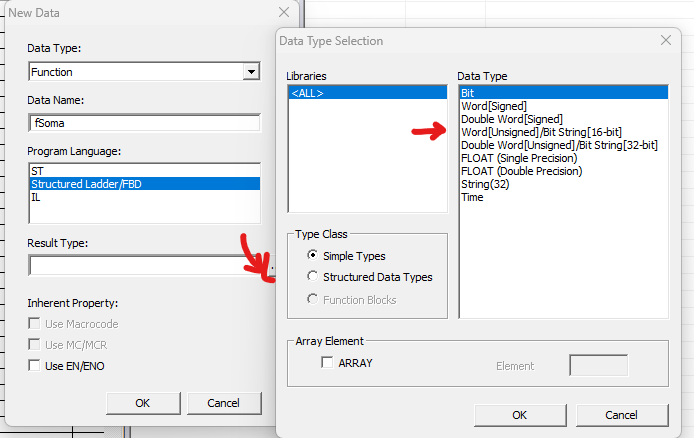 New Data
Data Type:
Function
Data Name:
fSoma
Program Language:
ST
Structured Ladder/FBD
IL
Result Type:
Inherent Property:
Use Macrocode
Use MC/MCR
Use EN/ENO
OK
Cancel
Data Type Selection
Libraries
<ALL>
Type Class
Simple Types
Structured Data Types
Function Blocks
Data Type
Bit
Word[Signed]
Double Word[Signed]
Word[Unsigned]/Bit String[16-bit]
Double Word[Unsigned]/Bit String[32-bit]
FLOAT (Single Precision)
FLOAT (Double Precision)
String(32)
Time
Array Element
ARRAY
Element
OK
Cancel